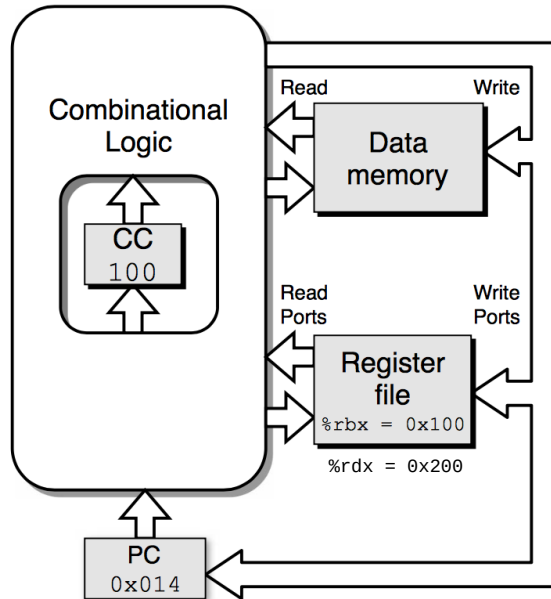 Combinational
Logic
CC
100
Read
Write
Data
memory
Read
Ports
Write
Ports
Register
file
%rbx = 0x100
%rdx = 0x200
PC
0x014